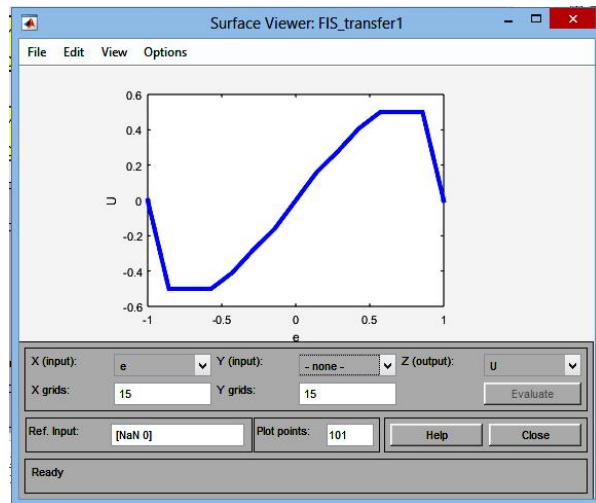 Surface Viewer: FIS_transfer1
File Edit View Options
0.6
0.4
0.2
0
-0.2
-0.4
-0.6
U
-1 -0.5 0 0.5 1
e
X (input): e Y (input): - none - Z (output): U
X grids: 15 Y grids: 15 Evaluate
Ref. Input: [NaN 0] Plot points: 101 Help Close
Ready